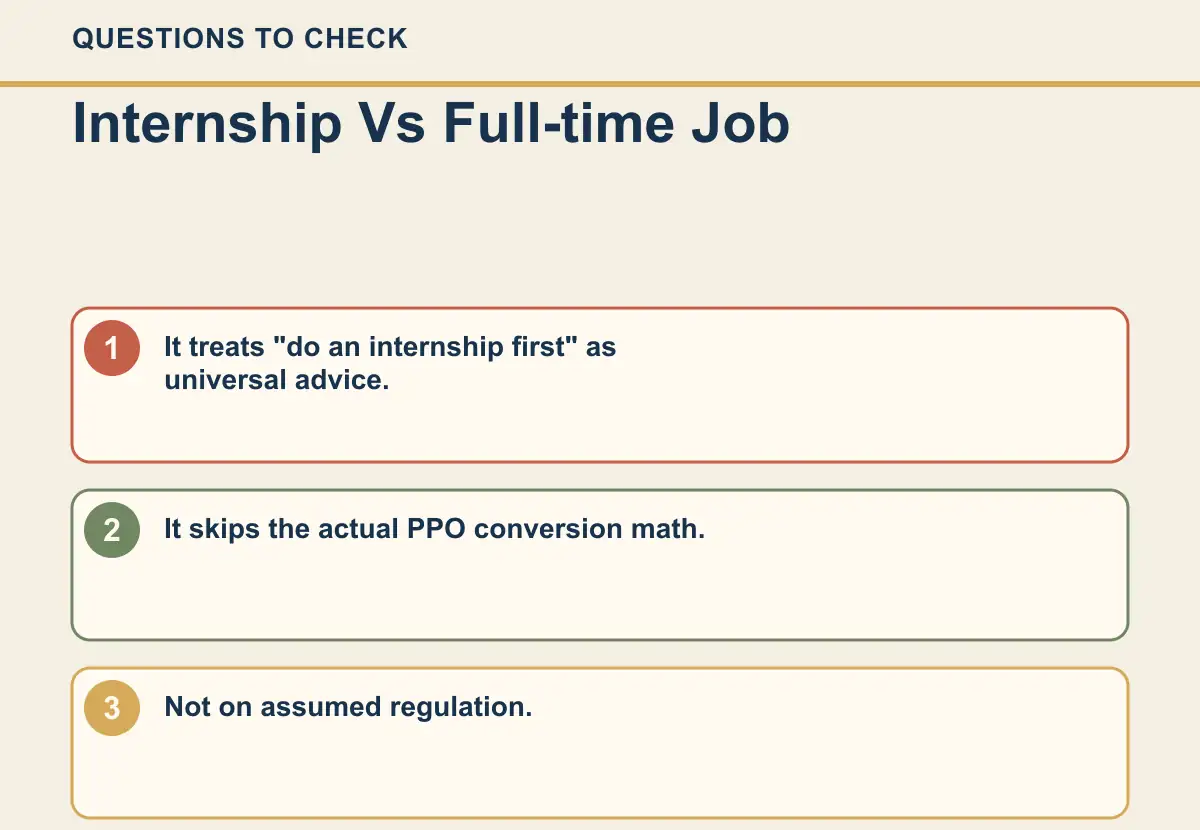 QUESTIONS TO CHECK
Internship Vs Full-time Job
1
It treats "do an internship first" as
universal advice.
2
It skips the actual PPO conversion math.
3
Not on assumed regulation.